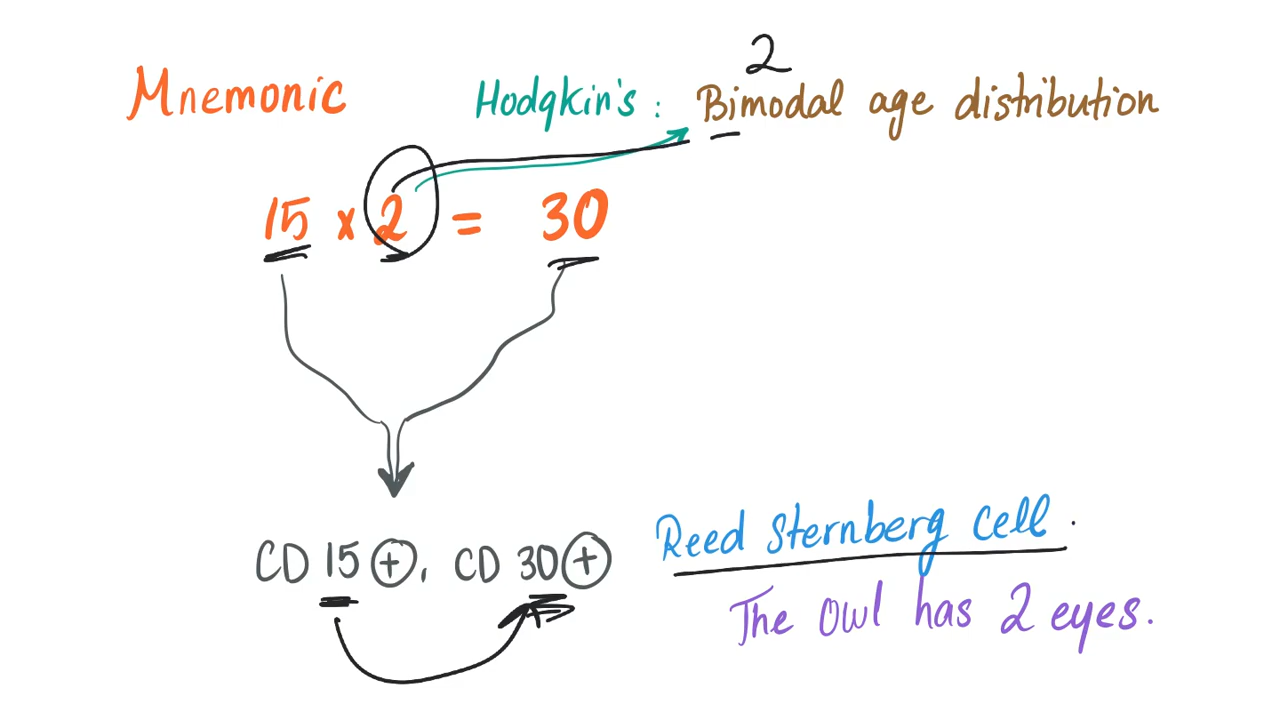 2
Mnemonic Hodgkin's : Bimodal age distribution
15 x 2 = 30
CD 15 +, CD 30 + Reed Sternberg cell.
The Owl has 2 eyes.